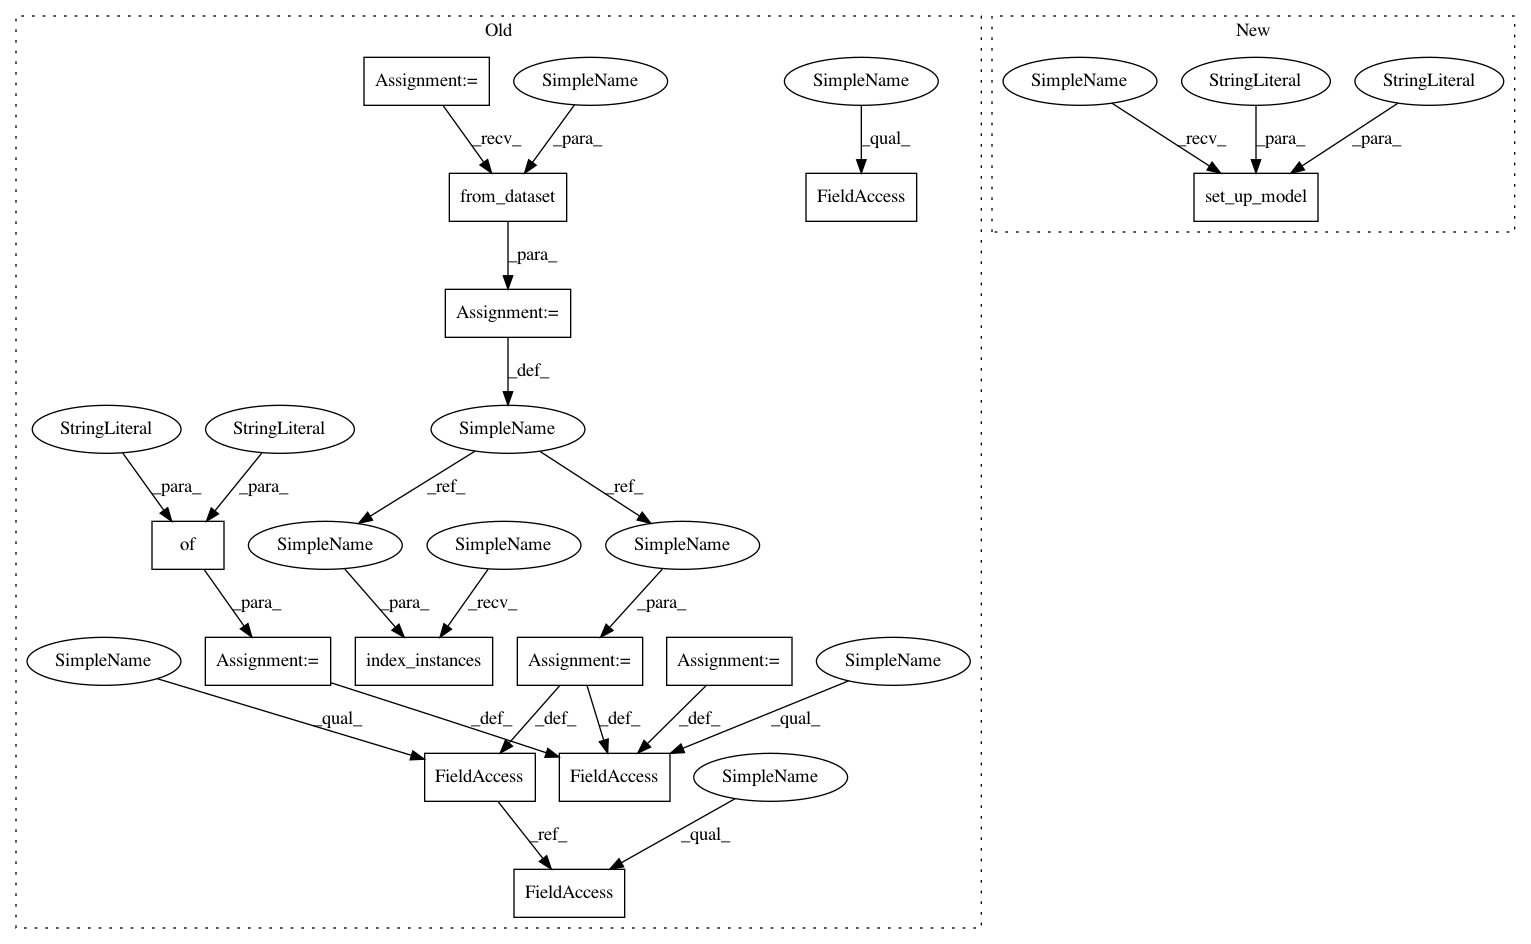 Old
New
Assignment:=
SimpleName
SimpleName
SimpleName
StringLiteral
StringLiteral
_recv_
_para_
_qual_
_recv_
_para_
_para_
from_dataset
FieldAccess
set_up_model
_para_
Assignment:=
_def_
StringLiteral
StringLiteral
SimpleName
_para_
_para_
_ref_
_ref_
of
SimpleName
SimpleName
SimpleName
_para_
_para_
_recv_
_para_
SimpleName
Assignment:=
index_instances
Assignment:=
Assignment:=
SimpleName
_qual_
_def_
_def_
_def_
_def_
_qual_
FieldAccess
FieldAccess
SimpleName
_ref_
_qual_
FieldAccess